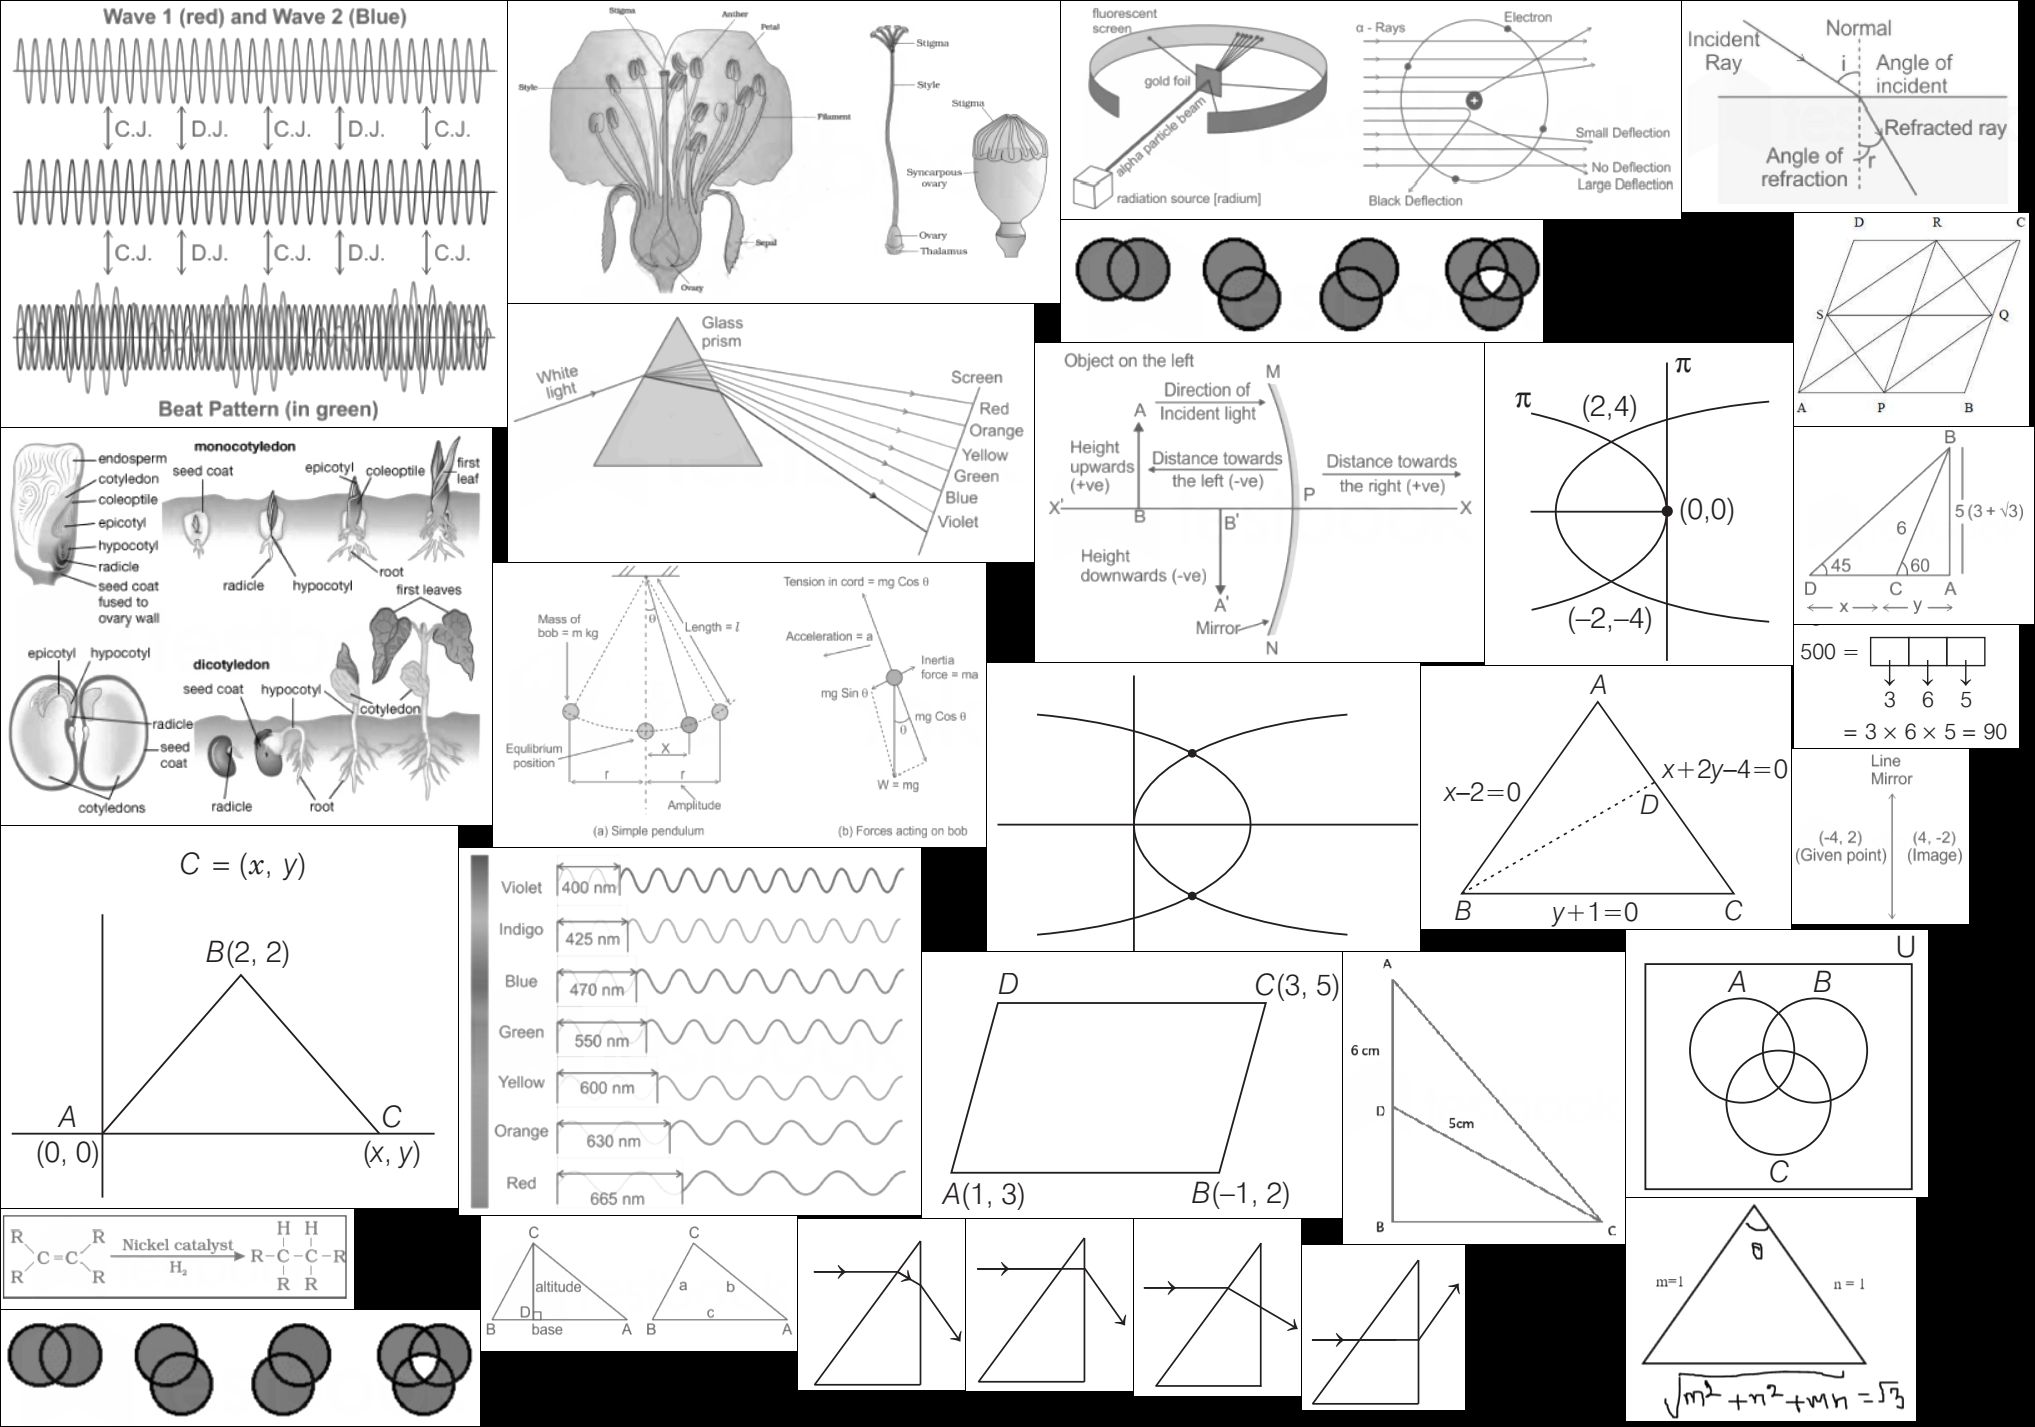 Wave 1 (red) and Wave 2 (Blue)
C.J. D.J. C.J. D.J. C.J.
C.J. D.J. C.J. D.J. C.J.
Beat Pattern (in green)
Stigma
Anther
Petal
Style
Filament
Sepal
Ovary
Stigma
Style
Ovary
Thalamus
Stigma
Syncarpous
ovary
fluorescent
screen
gold foil
alpha particle beam
radiation source [radium]
α - Rays
Electron
+
Small Deflection
No Deflection
Large Deflection
Black Deflection
Incident
Ray
Normal
i
Angle of
incident
Refracted ray
Angle of
refraction
r
D R C
S Q
A P B
White
light
Glass
prism
Screen
Red
Orange
Yellow
Green
Blue
Violet
Object on the left
M
Direction of
Incident light
A
Height
upwards
(+ve)
Distance towards
the left (-ve)
Distance towards
the right (+ve)
P
X' B B' X
Height
downwards (-ve)
A'
Mirror
N
π
π
(2,4)
(0,0)
(-2,–4)
B
6
5 (3 + √3)
45 60
D C A
x y
500 =
3 6 5
= 3 × 6 × 5 = 90
monocotyledon
endosperm
cotyledon
coleoptile
epicotyl
hypocotyl
radicle
seed coat
fused to
ovary wall
seed coat
epicotyl
coleoptile
first
leaf
radicle
hypocotyl
root
first leaves
epicotyl
hypocotyl
dicotyledon
seed coat
hypocotyl
cotyledon
radicle
seed
coat
cotyledons
radicle
root
Tension in cord = mg Cos θ
Mass of
bob = m kg
θ
Length = l
Acceleration = a
Inertia
force = ma
mg Sin θ
mg Cos θ
θ
Equlibrium
position
X
r r
Amplitude
W = mg
(a) Simple pendulum
(b) Forces acting on bob
A
x–2=0
x+2y–4=0
D
B C
y+1=0
Line
Mirror
(-4, 2)
(Given point)
(4, -2)
(Image)
C = (x, y)
B(2, 2)
A
(0, 0)
C
(x, y)
Violet 400 nm
Indigo 425 nm
Blue 470 nm
Green 550 nm
Yellow 600 nm
Orange 630 nm
Red 665 nm
D C(3, 5)
A(1, 3) B(–1, 2)
A
6 cm
D
5cm
B C
U
A B
C
R R
C=C
R R
Nickel catalyst
H₂
H H
R–C–C–R
R R
C
altitude
D
B base A
C
a b
c
B A
θ
m=1 n = 1
√m² + n² + mn = √3